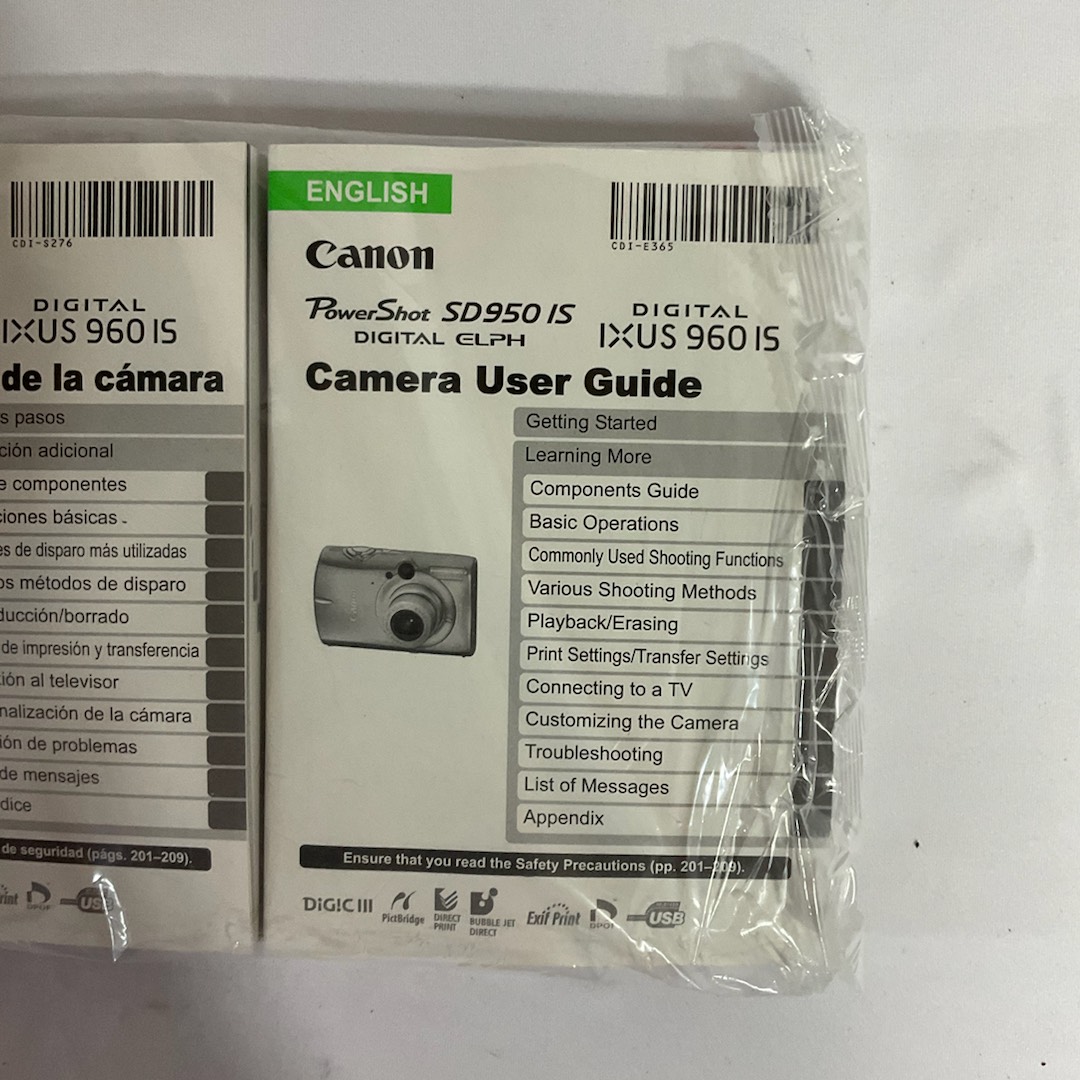 CDI-S276
DIGITAL
IXUS 960 IS
de la cámara
s pasos
ción adicional
e componentes
ciones básicas
es de disparo más utilizadas
os métodos de disparo
ducción/borrado
de impresión y transferencia
ión al televisor
nalización de la cámara
ión de problemas
de mensajes
dice
de seguridad (págs. 201–209).
rint DPOF USB
ENGLISH
CDI-E365
Canon
PowerShot SD950 IS
DIGITAL ELPH
DIGITAL
IXUS 960 IS
Camera User Guide
Getting Started
Learning More
Components Guide
Basic Operations
Commonly Used Shooting Functions
Various Shooting Methods
Playback/Erasing
Print Settings/Transfer Settings
Connecting to a TV
Customizing the Camera
Troubleshooting
List of Messages
Appendix
Ensure that you read the Safety Precautions (pp. 201–209).
DIGIC III
PictBridge
DIRECT
PRINT
BUBBLE JET
DIRECT
Exif Print
DPOF
USB